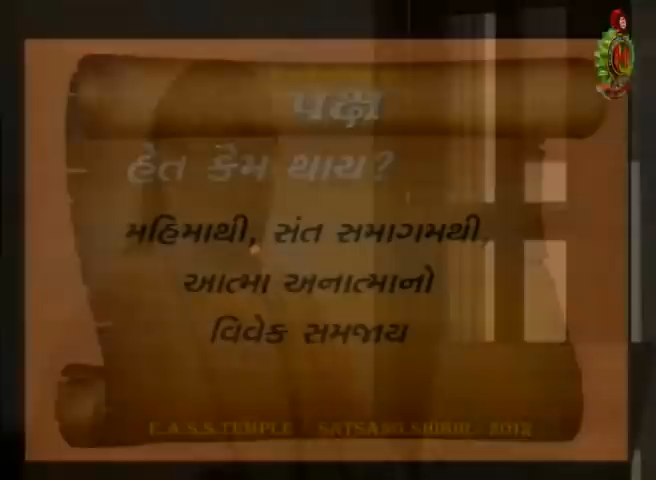 પક્ષ
હેત કેમ થાય?
મહિમાથી, સંત સમાગમથી,
આત્મા અનાત્માનો
વિવેક સમજાય
E.A.S.S.TEMPLE SATSANG SHIBIR 2012